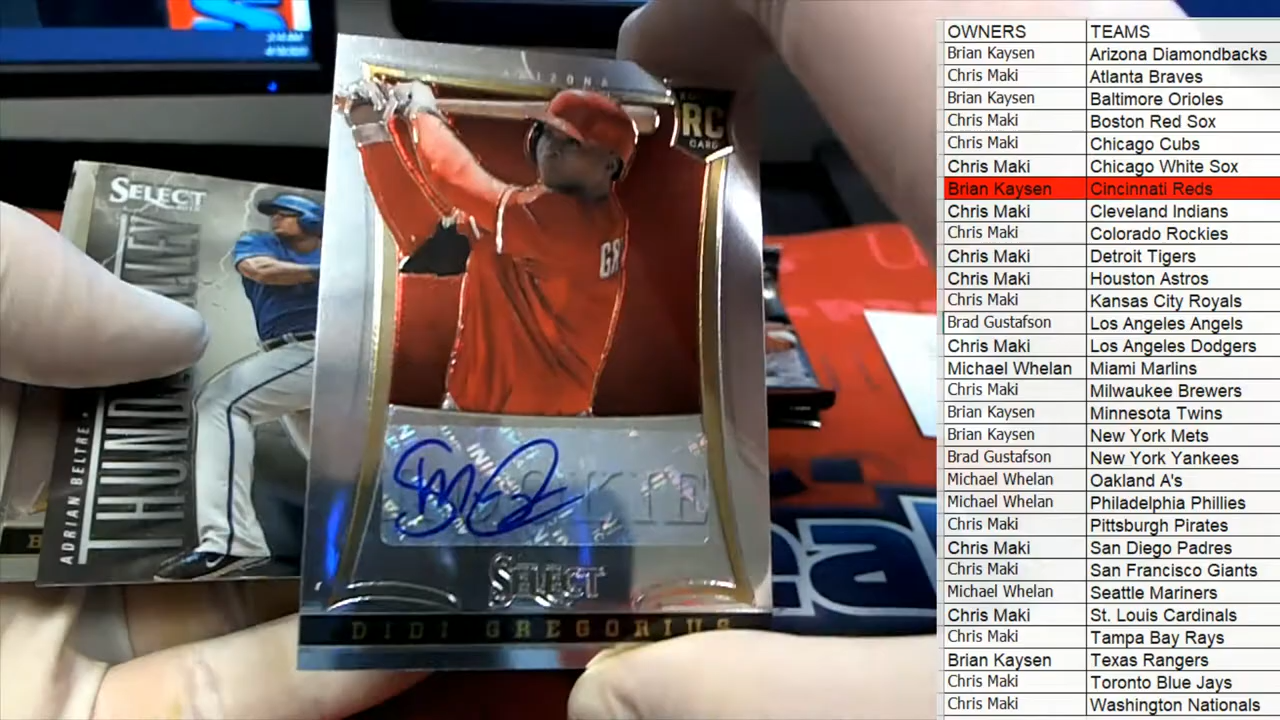 ARIZONA
RC
CARD
GR
ROOKIE
SELECT
DIDI GREGORIUS
SELECT
ADRIAN BELTRE
THUND
OWNERS TEAMS
Brian Kaysen Arizona Diamondbacks
Chris Maki Atlanta Braves
Brian Kaysen Baltimore Orioles
Chris Maki Boston Red Sox
Chris Maki Chicago Cubs
Chris Maki Chicago White Sox
Brian Kaysen Cincinnati Reds
Chris Maki Cleveland Indians
Chris Maki Colorado Rockies
Chris Maki Detroit Tigers
Chris Maki Houston Astros
Chris Maki Kansas City Royals
Brad Gustafson Los Angeles Angels
Chris Maki Los Angeles Dodgers
Michael Whelan Miami Marlins
Chris Maki Milwaukee Brewers
Brian Kaysen Minnesota Twins
Brian Kaysen New York Mets
Brad Gustafson New York Yankees
Michael Whelan Oakland A's
Michael Whelan Philadelphia Phillies
Chris Maki Pittsburgh Pirates
Chris Maki San Diego Padres
Chris Maki San Francisco Giants
Michael Whelan Seattle Mariners
Chris Maki St. Louis Cardinals
Chris Maki Tampa Bay Rays
Brian Kaysen Texas Rangers
Chris Maki Toronto Blue Jays
Chris Maki Washington Nationals